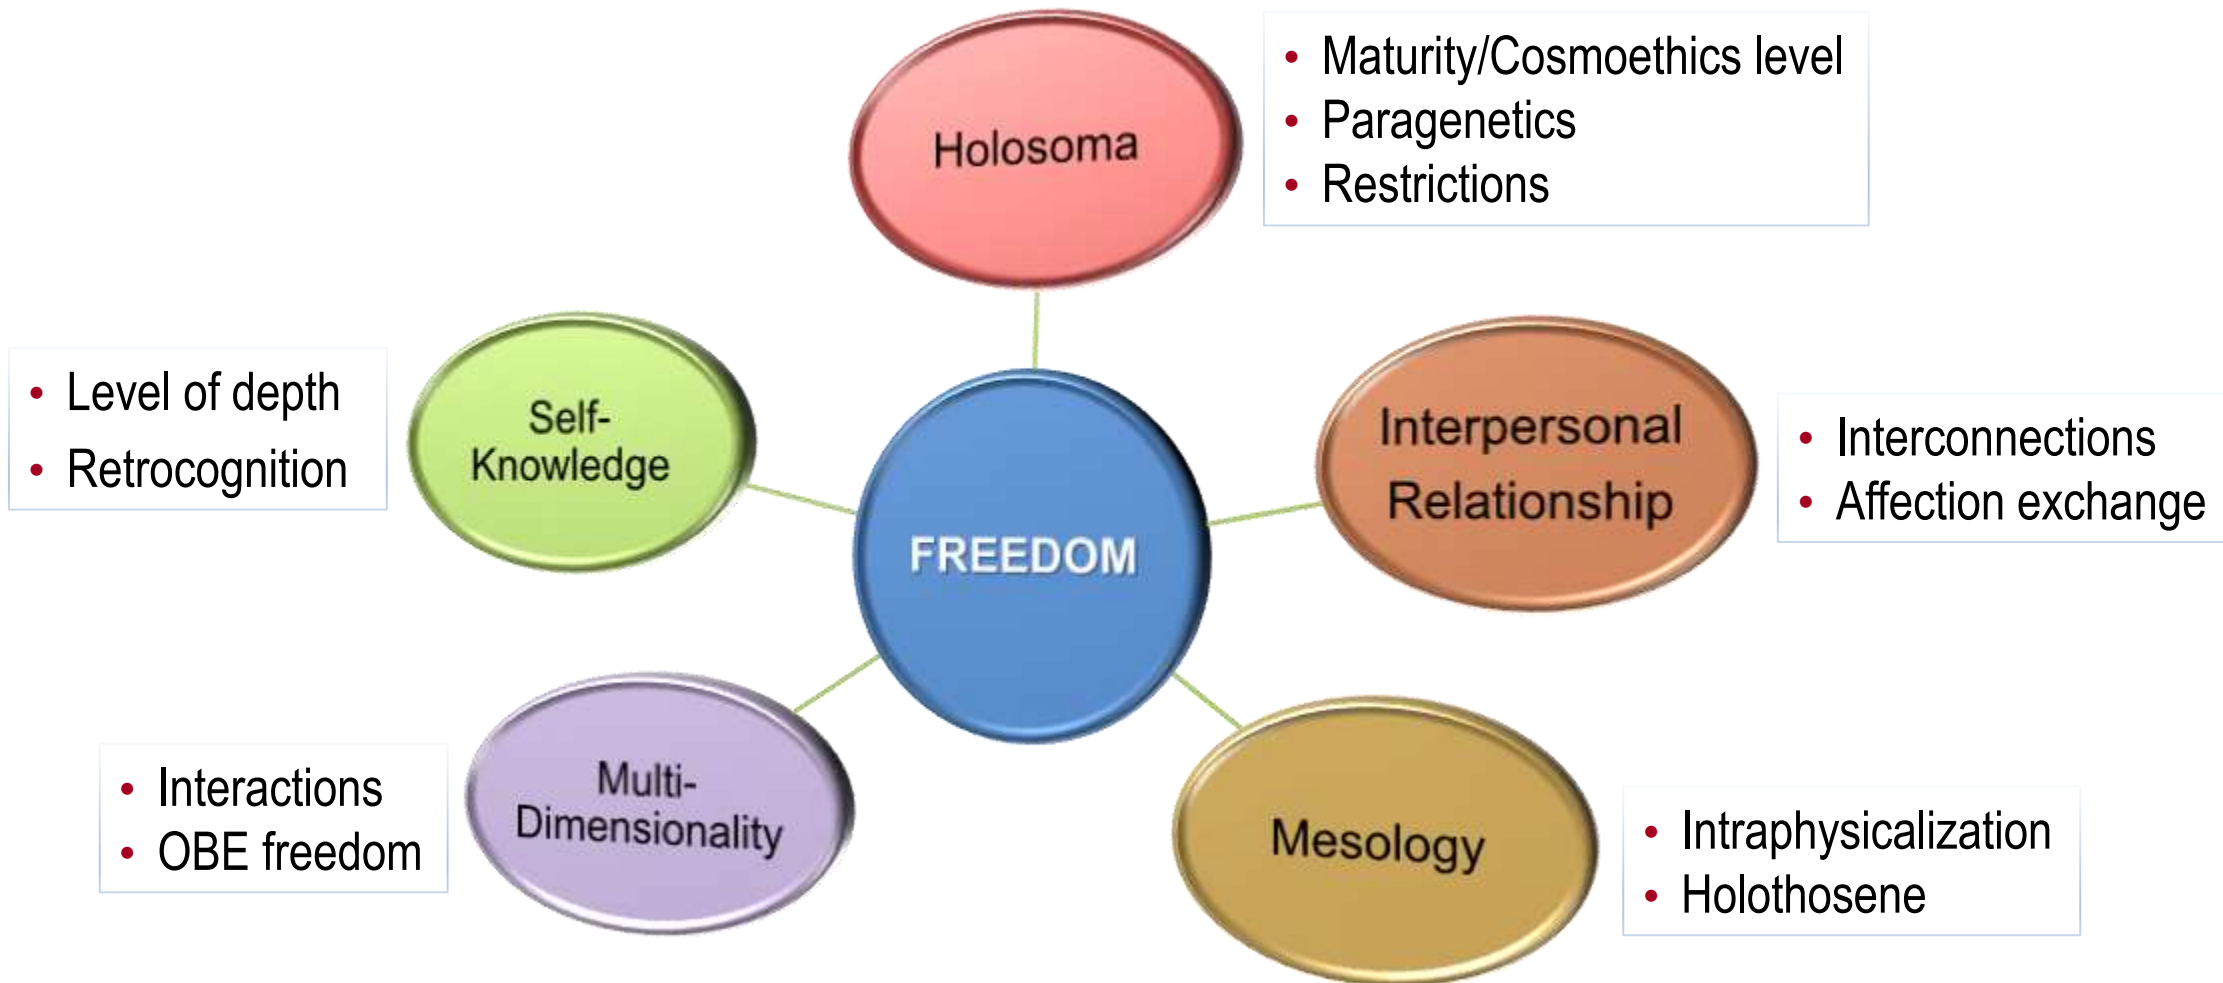 Holosoma
• Maturity/Cosmoethics level
• Paragenetics
• Restrictions
• Level of depth
• Retrocognition
Self-
Knowledge
Interpersonal
Relationship
• Interconnections
• Affection exchange
FREEDOM
• Interactions
• OBE freedom
Multi-
Dimensionality
Mesology
• Intraphysicalization
• Holothosene